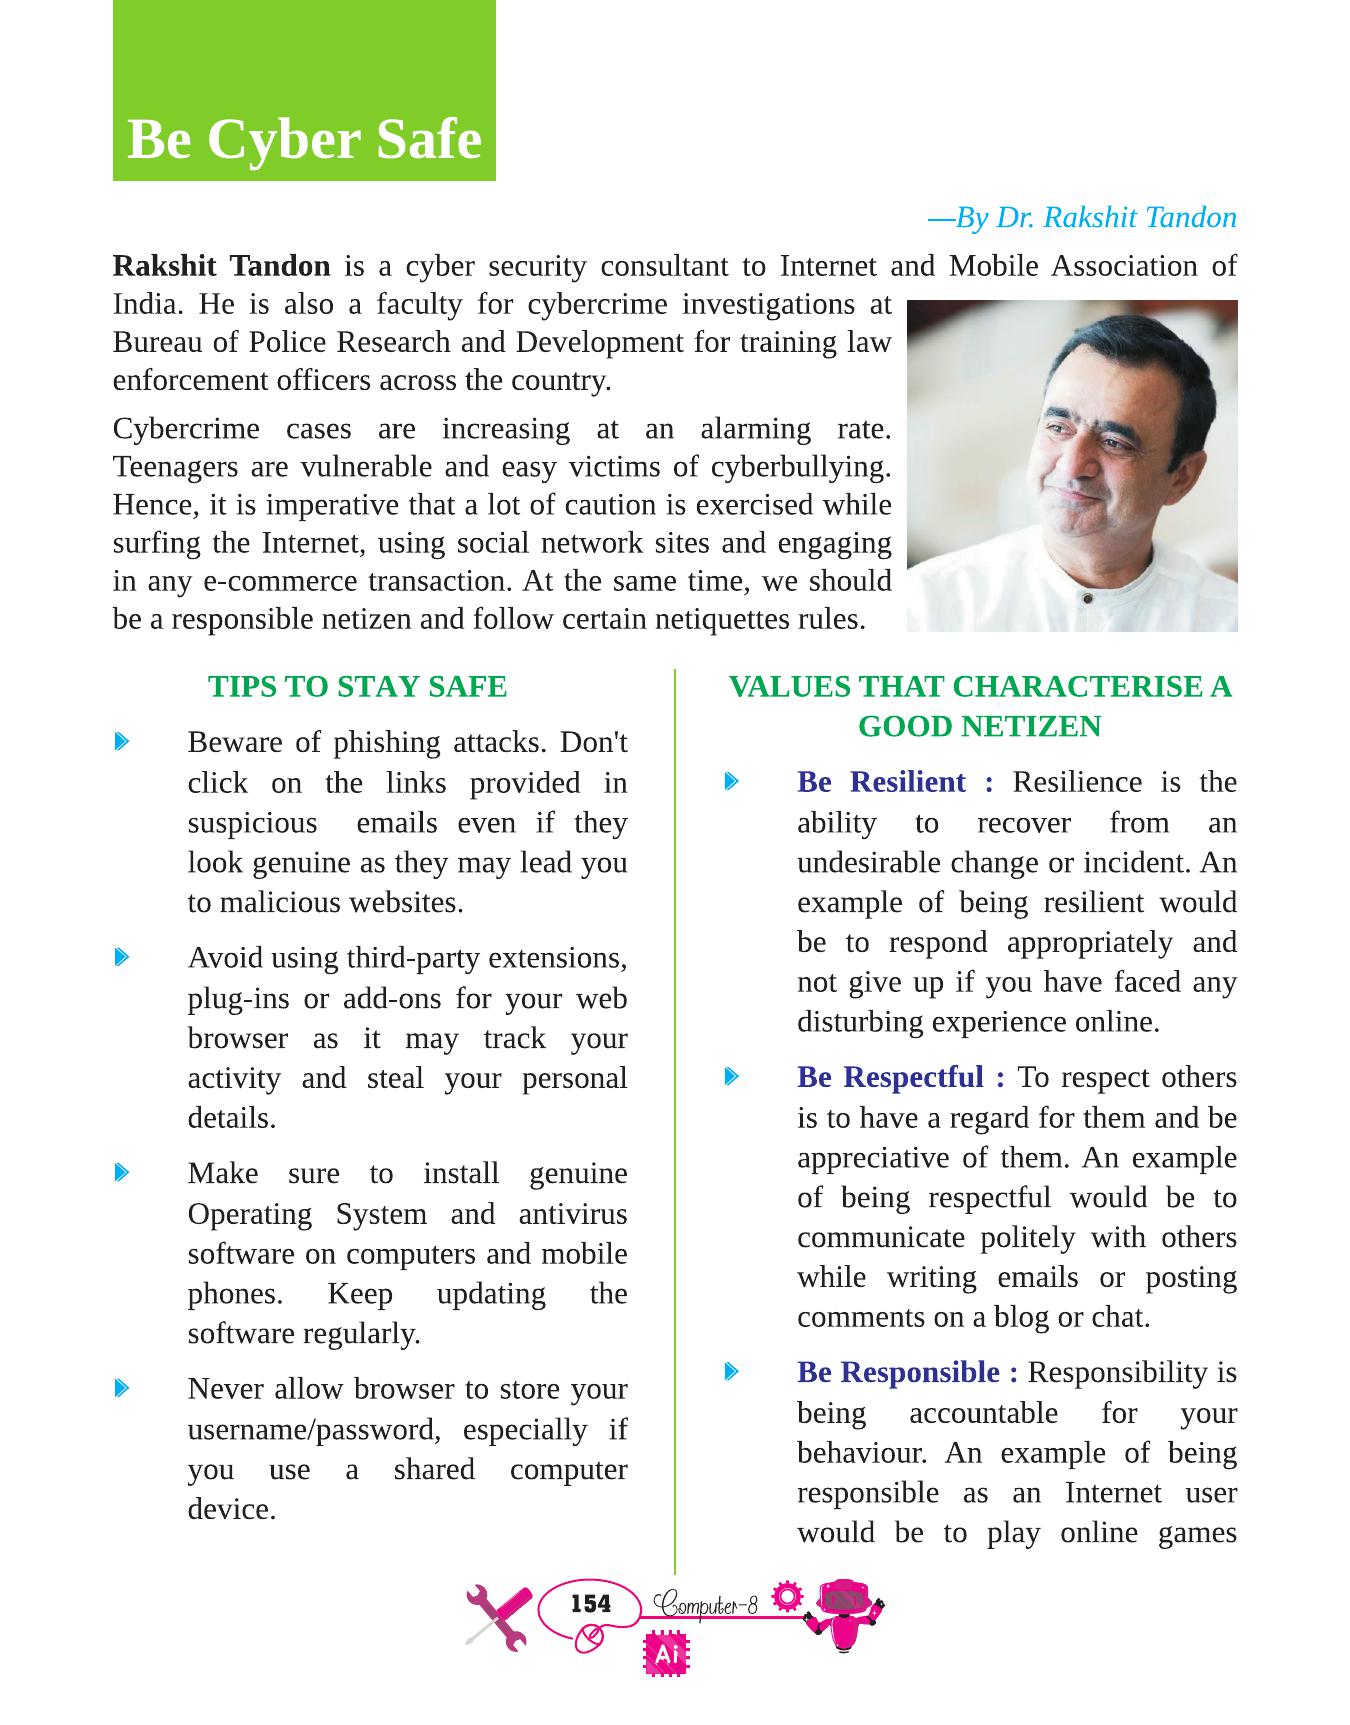 Be Cyber Safe
—By Dr. Rakshit Tandon
Rakshit Tandon is a cyber security consultant to Internet and Mobile Association of
India. He is also a faculty for cybercrime investigations at
Bureau of Police Research and Development for training law
enforcement officers across the country.
Cybercrime cases are increasing at an alarming rate.
Teenagers are vulnerable and easy victims of cyberbullying.
Hence, it is imperative that a lot of caution is exercised while
surfing the Internet, using social network sites and engaging
in any e-commerce transaction. At the same time, we should
be a responsible netizen and follow certain netiquettes rules.
TIPS TO STAY SAFE
Beware of phishing attacks. Don't
click on the links provided in
suspicious emails even if they
look genuine as they may lead you
to malicious websites.
Avoid using third-party extensions,
plug-ins or add-ons for your web
browser as it may track your
activity and steal your personal
details.
Make sure to install genuine
Operating System and antivirus
software on computers and mobile
phones. Keep updating the
software regularly.
Never allow browser to store your
username/password, especially if
you use a shared computer
device.
VALUES THAT CHARACTERISE A
GOOD NETIZEN
Be Resilient : Resilience is the
ability to recover from an
undesirable change or incident. An
example of being resilient would
be to respond appropriately and
not give up if you have faced any
disturbing experience online.
Be Respectful : To respect others
is to have a regard for them and be
appreciative of them. An example
of being respectful would be to
communicate politely with others
while writing emails or posting
comments on a blog or chat.
Be Responsible : Responsibility is
being accountable for your
behaviour. An example of being
responsible as an Internet user
would be to play online games
154
Computer-8
Ai